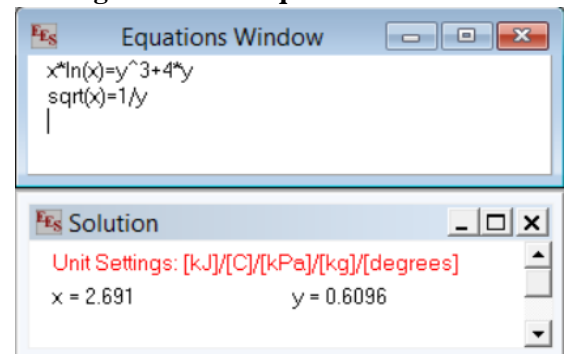 EES Equations Window
x*ln(x)=y^3+4*y
sqrt(x)=1/y
EES Solution
Unit Settings: [kJ]/[C]/[kPa]/[kg]/[degrees]
x = 2.691 y = 0.6096